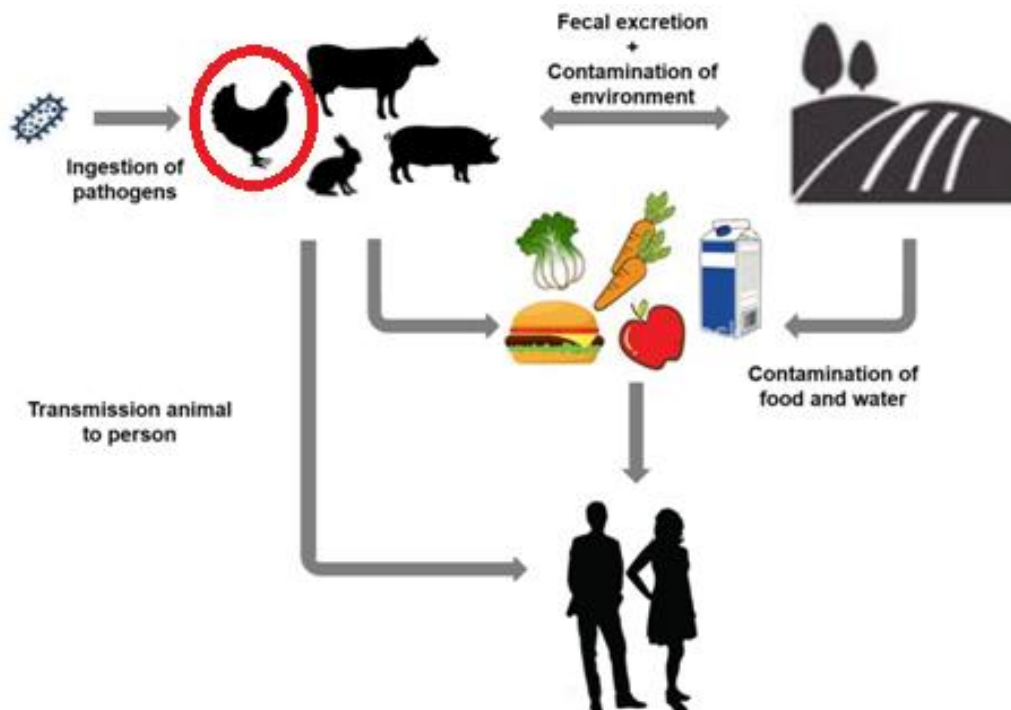 Fecal excretion
+
Contamination of
environment
Ingestion of
pathogens
Contamination of
food and water
Transmission animal
to person